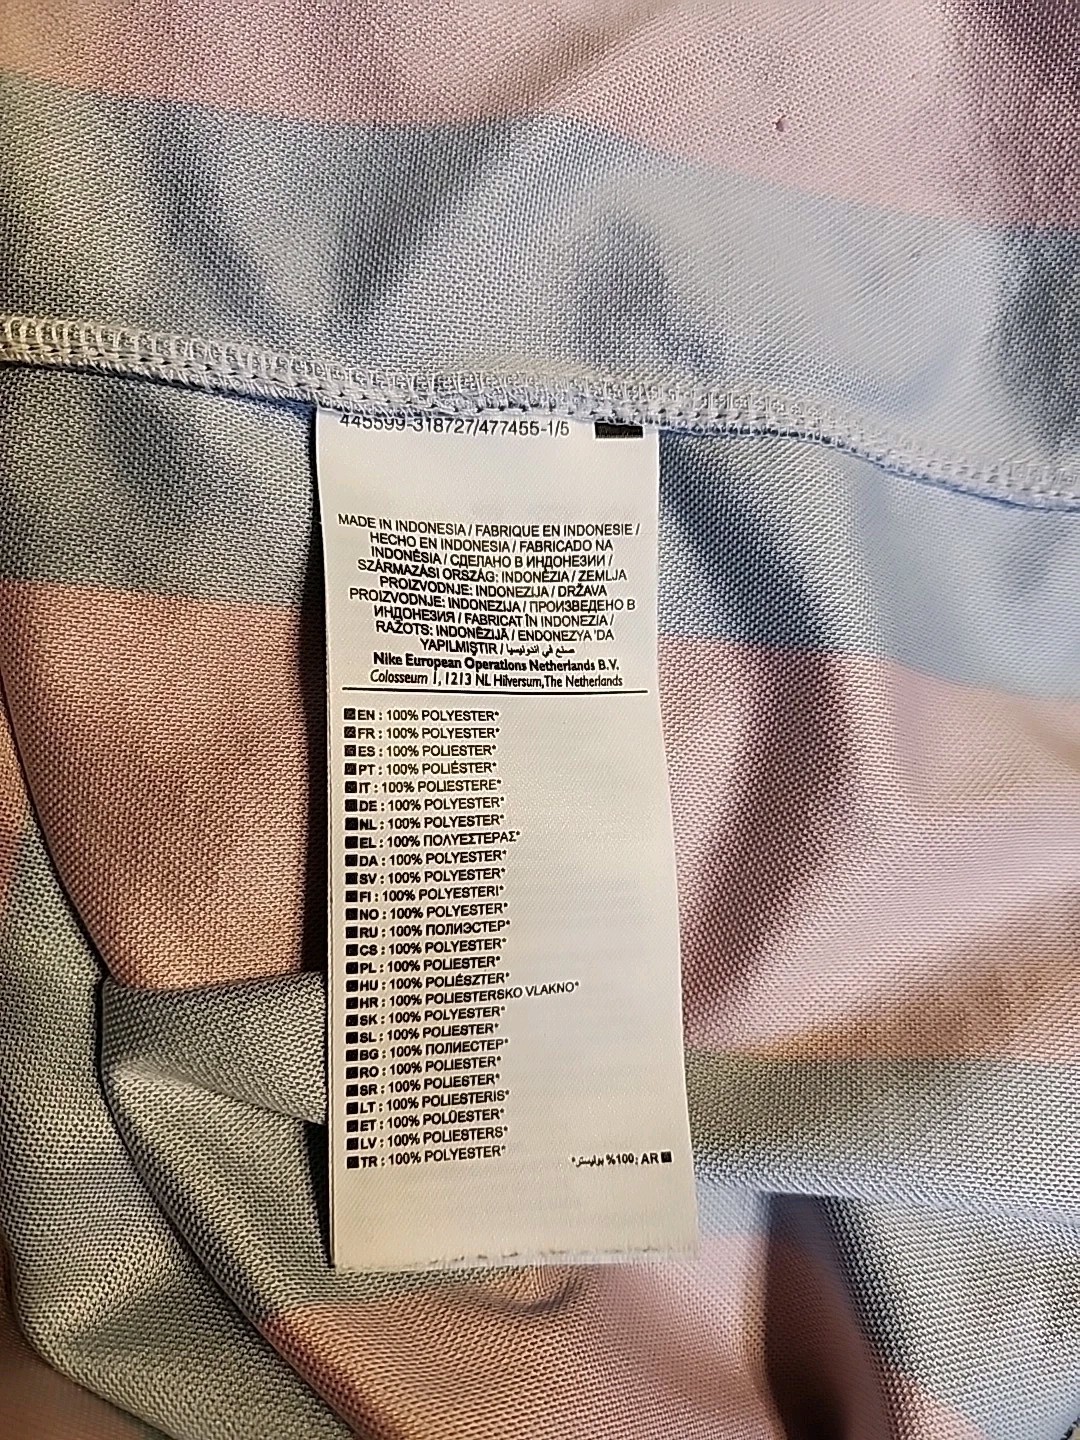 445599-318727/477455-1/5
MADE IN INDONESIA / FABRIQUE EN INDONESIE /
HECHO EN INDONESIA / FABRICADO NA
INDONÉSIA / СДЕЛАНО В ИНДОНЕЗИИ /
SZÁRMAZÁSI ORSZÁG: INDONÉZIA / ZEMLJA
PROIZVODNJE: INDONEZIJA / DRŽAVA
PROIZVODNJE: INDONEZIJA / ПРОИЗВЕДЕНО В
ИНДОНЕЗИЯ / FABRICAT ÎN INDONEZIA /
RAŽOTS: INDONĒZIJĀ / ENDONEZYA 'DA
YAPILMIŞTIR / صنع في اندونيسيا
Nike European Operations Netherlands B.V.
Colosseum 1, 1213 NL Hilversum, The Netherlands
EN : 100% POLYESTER*
FR : 100% POLYESTER*
ES : 100% POLIESTER*
PT : 100% POLIÉSTER*
IT : 100% POLIESTERE*
DE : 100% POLYESTER*
NL : 100% POLYESTER*
EL : 100% ΠΟΛΥΕΣΤΕΡΑΣ*
DA : 100% POLYESTER*
SV : 100% POLYESTER*
FI : 100% POLYESTERI*
NO : 100% POLYESTER*
RU : 100% ПОЛИЭСТЕР*
CS : 100% POLYESTER*
PL : 100% POLIESTER*
HU : 100% POLIÉSZTER*
HR : 100% POLIESTERSKO VLAKNO*
SK : 100% POLYESTER*
SL : 100% POLIESTER*
BG : 100% ПОЛИЕСТЕР*
RO : 100% POLIESTER*
SR : 100% POLIESTER*
LT : 100% POLIESTERIS*
ET : 100% POLÜESTER*
LV : 100% POLIESTERS*
TR : 100% POLYESTER*
AR :100% بوليستر*